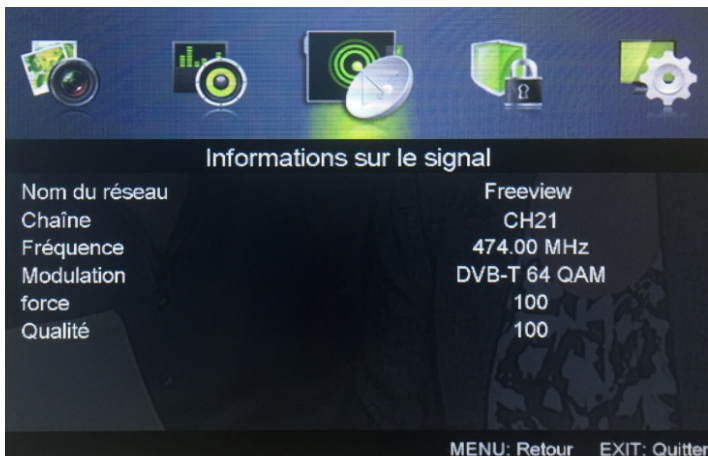 Informations sur le signal
Nom du réseau Freeview
Chaîne CH21
Fréquence 474.00 MHz
Modulation DVB-T 64 QAM
force 100
Qualité 100
MENU: Retour EXIT: Quitter